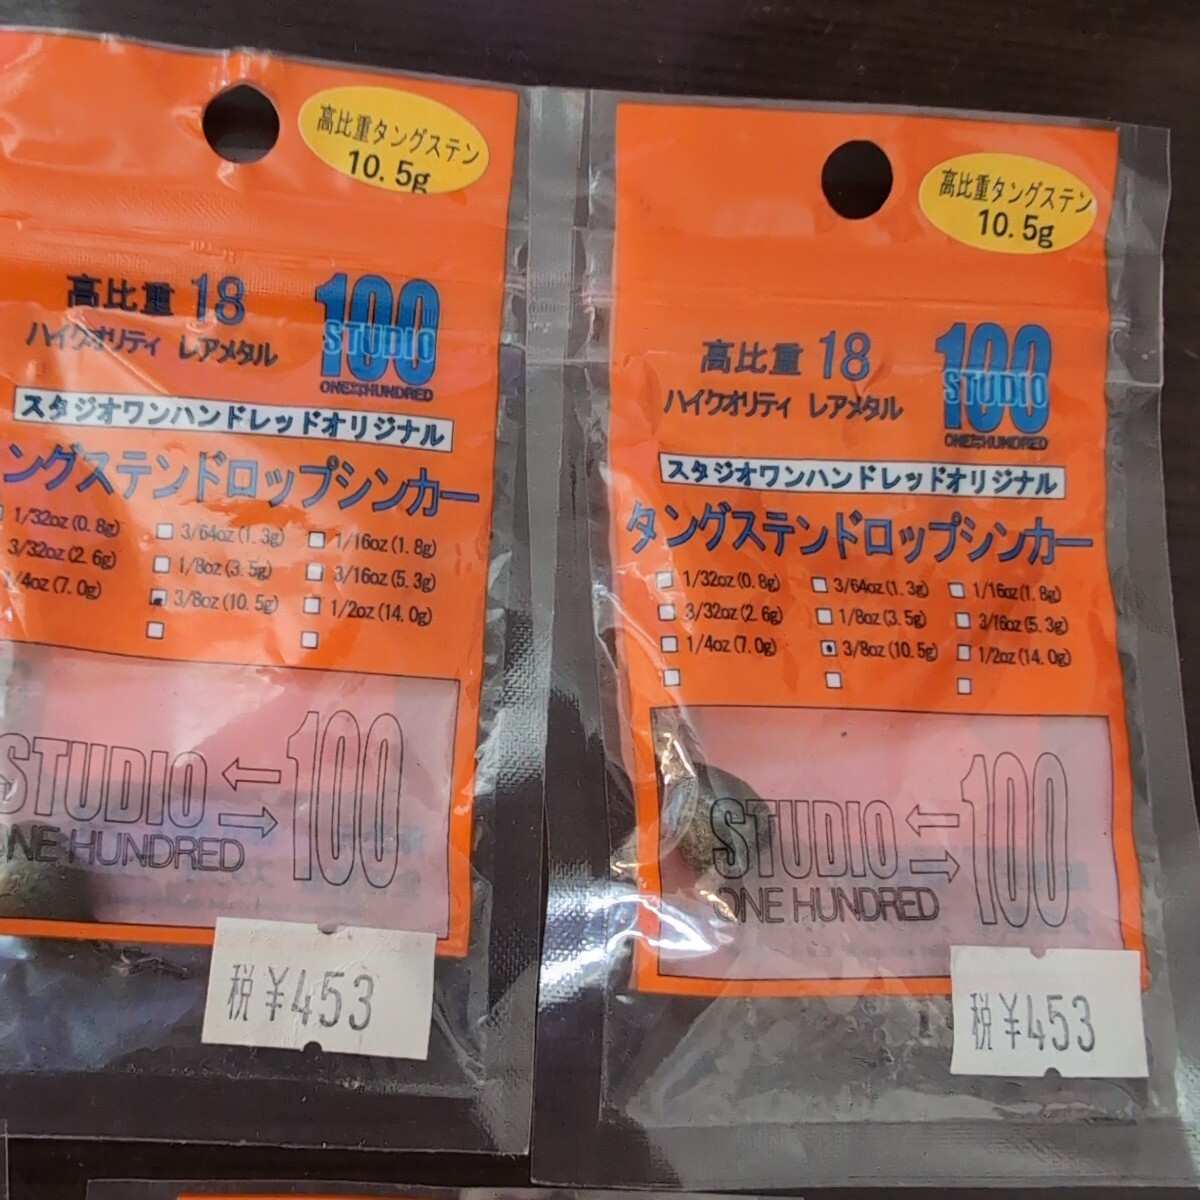 高比重タングステン
10.5g
高比重 18
ハイクオリティ レアメタル
100
STUDIO
ONE⇆HUNDRED
スタジオワンハンドレッドオリジナル
ングステンドロップシンカー
1/32oz(0.8g) 3/64oz(1.3g) 1/16oz(1.8g)
3/32oz(2.6g) 1/8oz(3.5g) 3/16oz(5.3g)
1/4oz(7.0g) 3/8oz(10.5g) 1/2oz(14.0g)
STUDIO ⇆ 100
ONE HUNDRED
税¥453
高比重タングステン
10.5g
高比重 18
ハイクオリティ レアメタル
100
STUDIO
ONE⇆HUNDRED
スタジオワンハンドレッドオリジナル
タングステンドロップシンカー
1/32oz(0.8g) 3/64oz(1.3g) 1/16oz(1.8g)
3/32oz(2.6g) 1/8oz(3.5g) 3/16oz(5.3g)
1/4oz(7.0g) 3/8oz(10.5g) 1/2oz(14.0g)
STUDIO ⇆ 100
ONE HUNDRED
税¥453